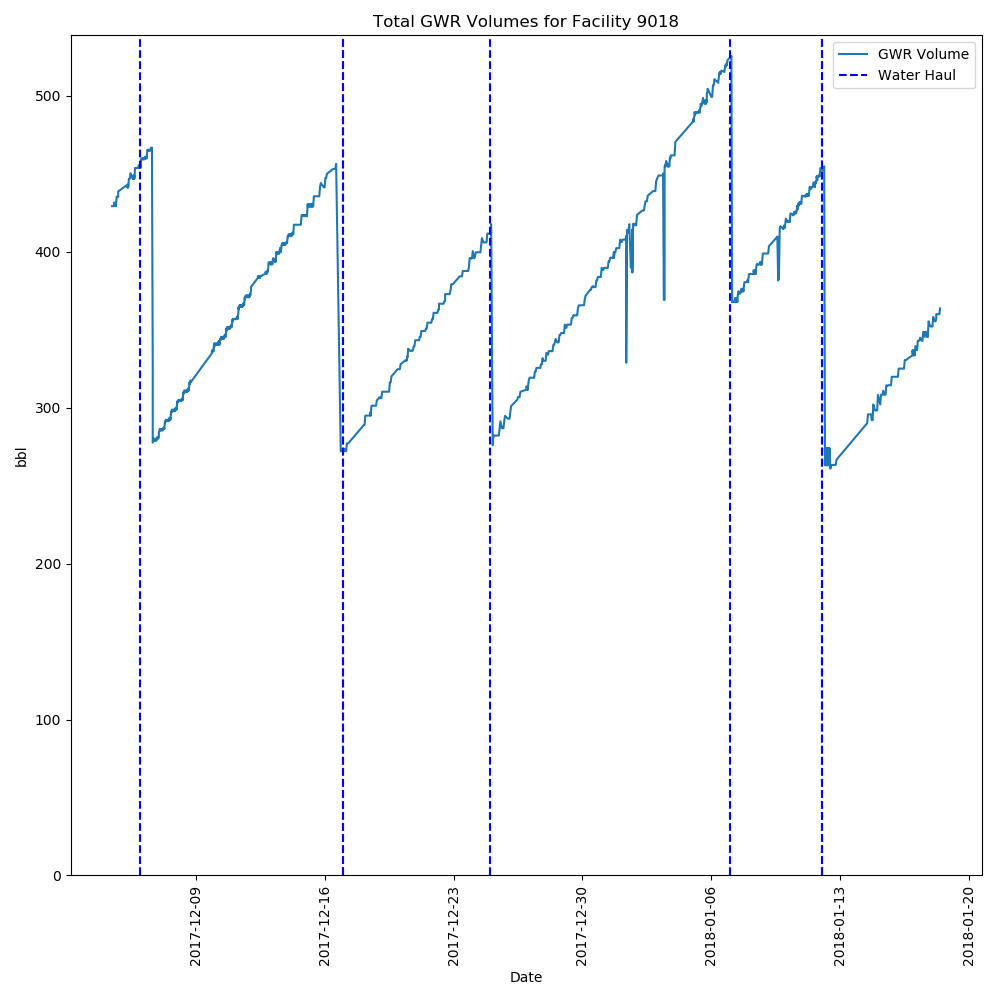 Total GWR Volumes for Facility 9018
GWR Volume
Water Haul
500
400
300
200
100
0
bbl
2017-12-09
2017-12-16
2017-12-23
2017-12-30
2018-01-06
2018-01-13
2018-01-20
Date